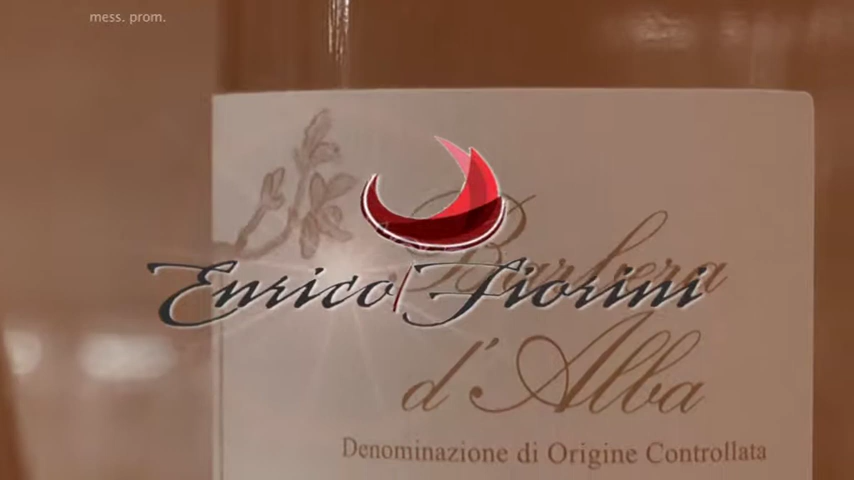 mess. prom.
Enrico Fiorini
Barbera
d'Alba
Denominazione di Origine Controllata